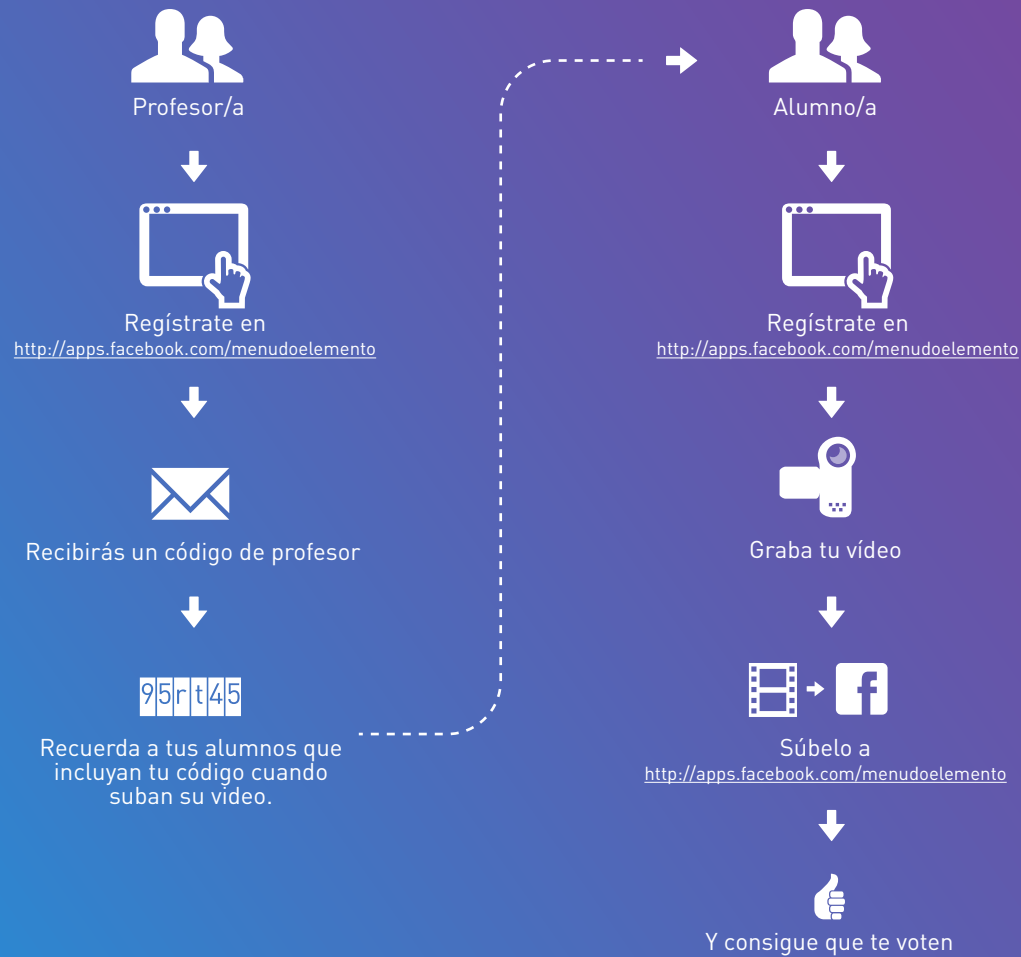 Profesor/a
Regístrate en
http://apps.facebook.com/menudoelemento
Recibirás un código de profesor
95rt45
Recuerda a tus alumnos que
incluyan tu código cuando
suban su video.
Alumno/a
Regístrate en
http://apps.facebook.com/menudoelemento
Graba tu vídeo
f
Súbelo a
http://apps.facebook.com/menudoelemento
Y consigue que te voten